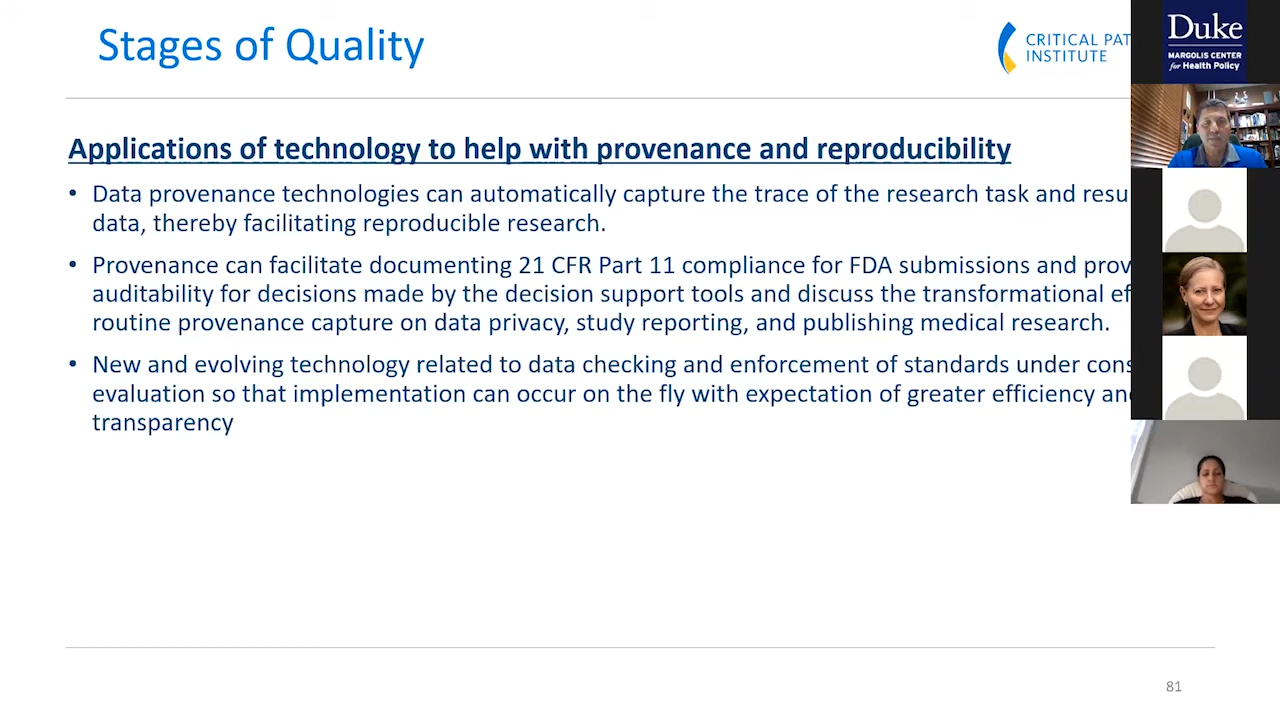 Stages of Quality
CRITICAL PAT
INSTITUTE
Duke
MARGOLIS CENTER
for Health Policy
Applications of technology to help with provenance and reproducibility
• Data provenance technologies can automatically capture the trace of the research task and resu
data, thereby facilitating reproducible research.
• Provenance can facilitate documenting 21 CFR Part 11 compliance for FDA submissions and prov
auditability for decisions made by the decision support tools and discuss the transformational ef
routine provenance capture on data privacy, study reporting, and publishing medical research.
• New and evolving technology related to data checking and enforcement of standards under cons
evaluation so that implementation can occur on the fly with expectation of greater efficiency an
transparency
81